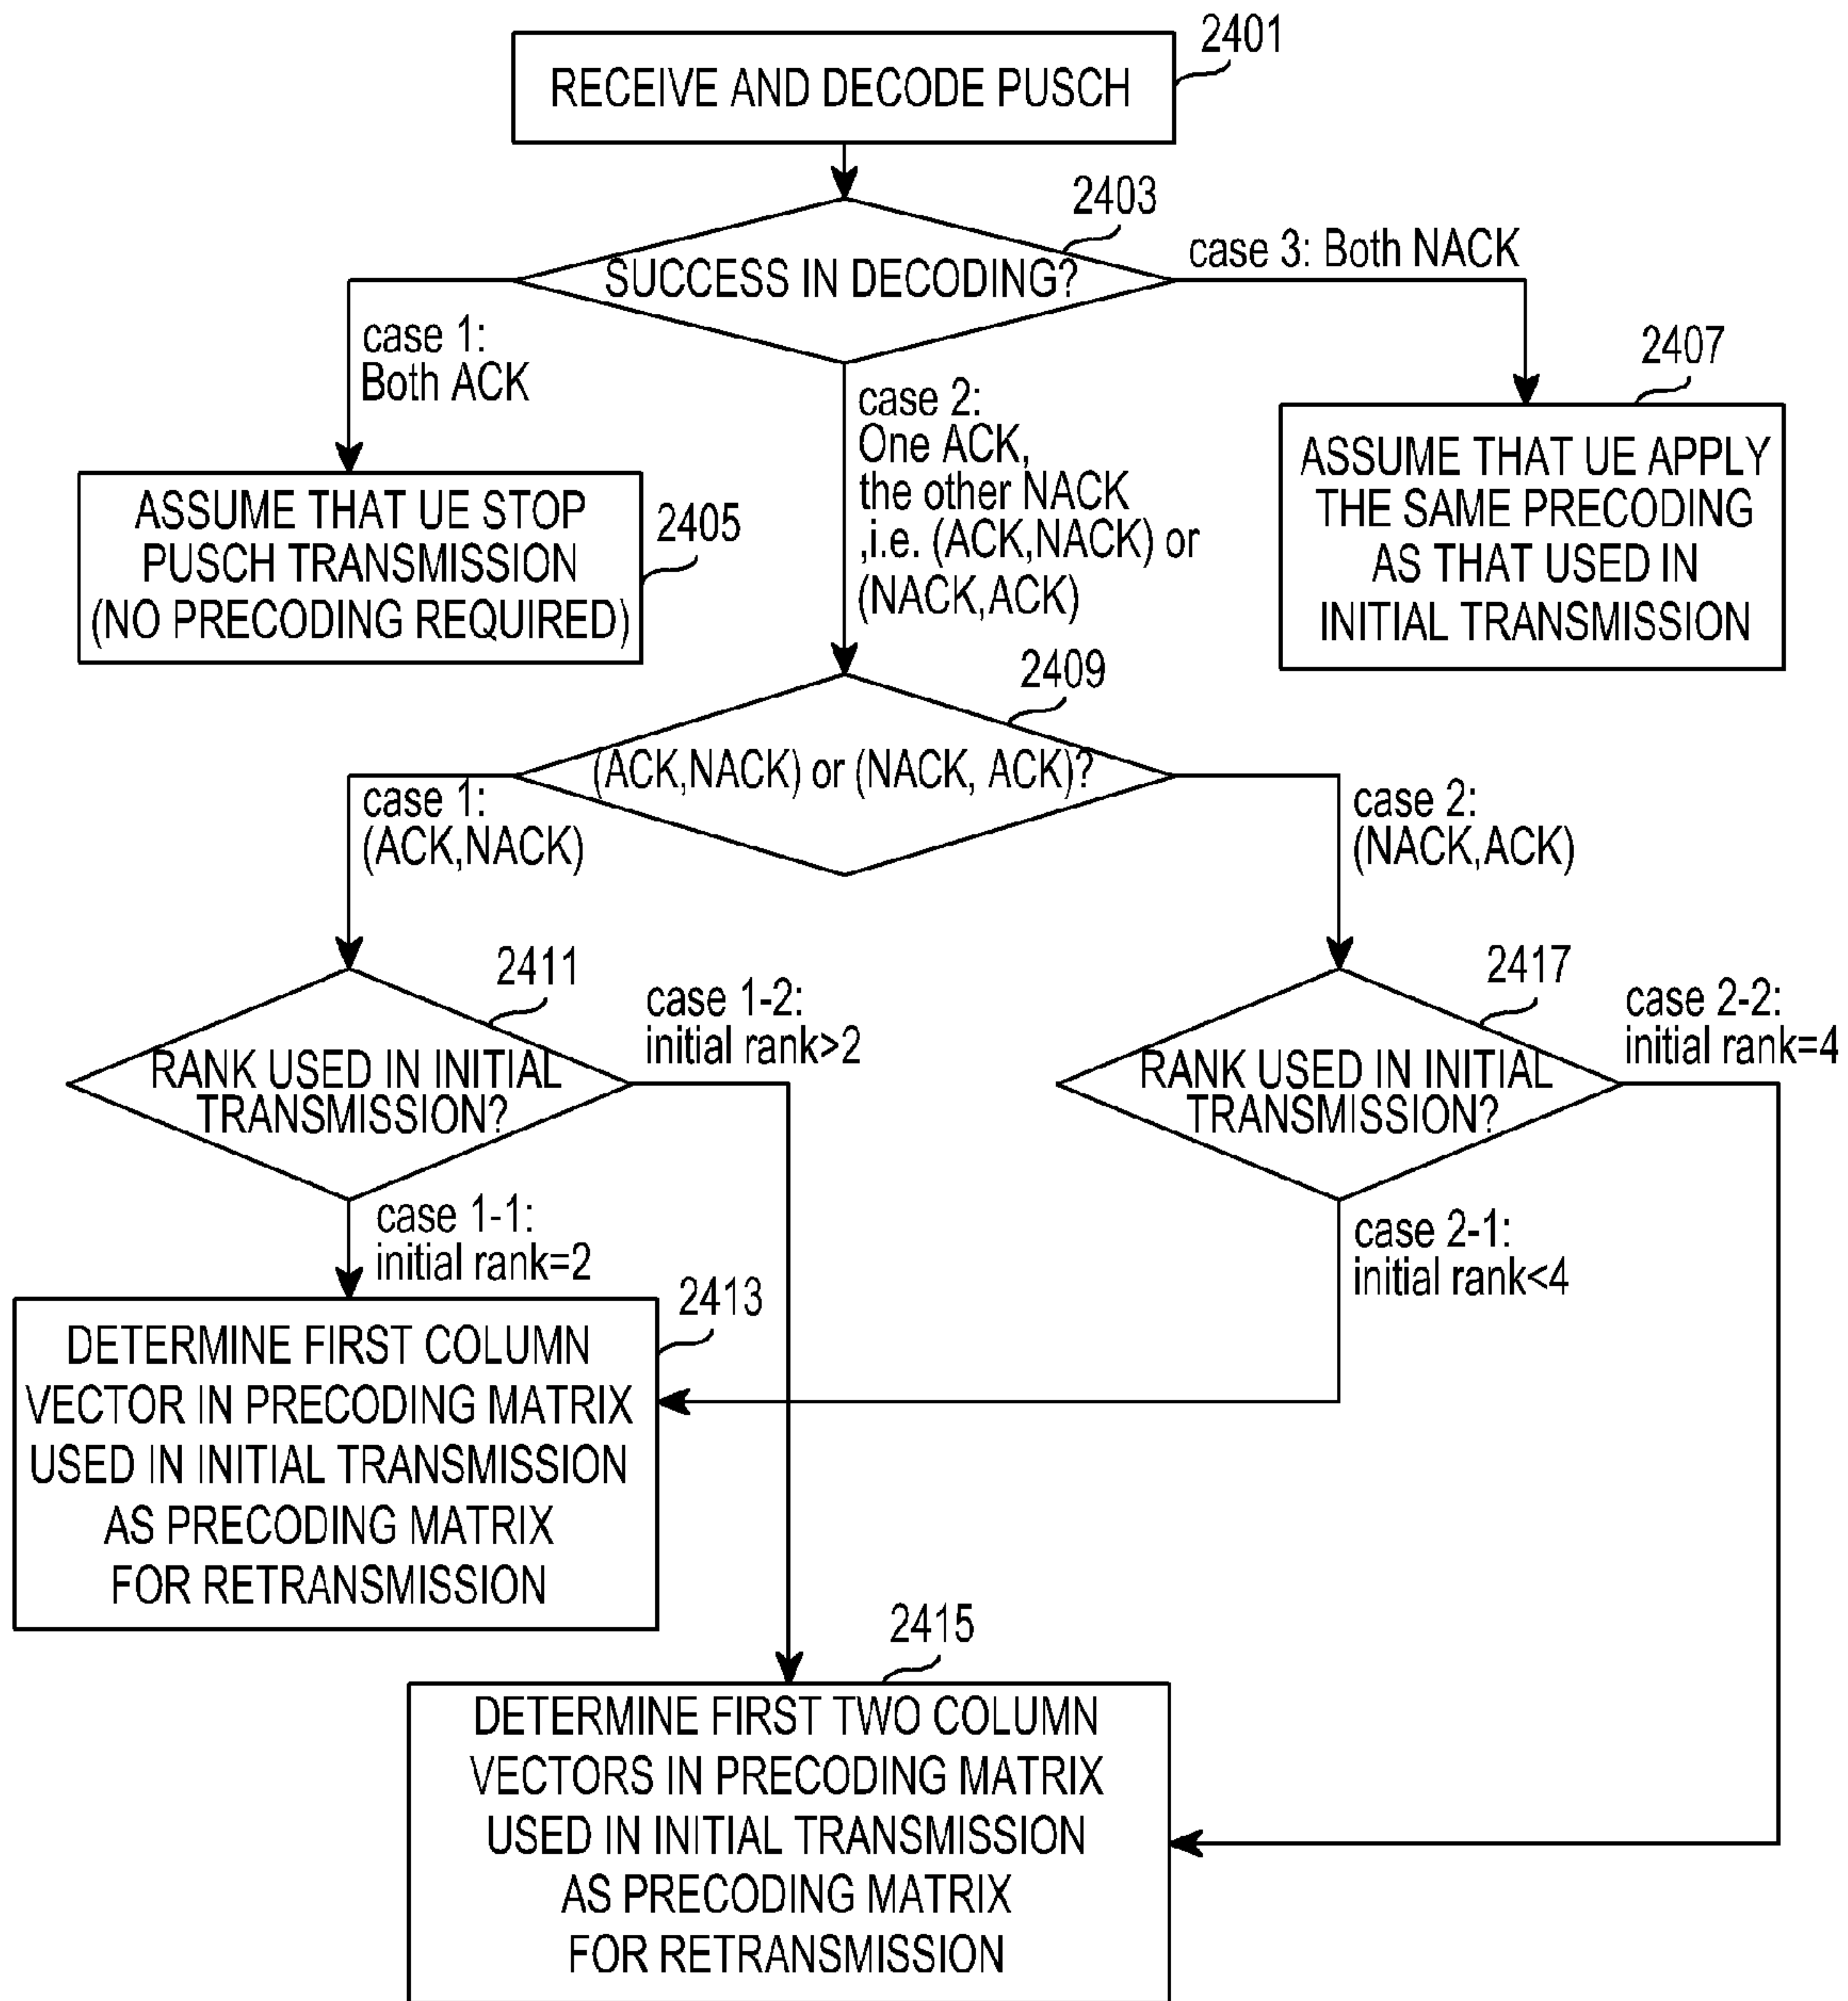 2401
RECEIVE AND DECODE PUSCH
2403
SUCCESS IN DECODING?
case 3: Both NACK
case 1:
Both ACK
2407
case 2:
One ACK,
the other NACK
,i.e. (ACK,NACK) or
(NACK,ACK)
ASSUME THAT UE APPLY
THE SAME PRECODING
AS THAT USED IN
INITIAL TRANSMISSION
ASSUME THAT UE STOP
PUSCH TRANSMISSION
(NO PRECODING REQUIRED)
2405
2409
(ACK,NACK) or (NACK, ACK)?
case 1:
(ACK,NACK)
case 2:
(NACK,ACK)
2411
RANK USED IN INITIAL
TRANSMISSION?
case 1-2:
initial rank>2
2417
RANK USED IN INITIAL
TRANSMISSION?
case 2-2:
initial rank=4
case 1-1:
initial rank=2
case 2-1:
initial rank<4
2413
DETERMINE FIRST COLUMN
VECTOR IN PRECODING MATRIX
USED IN INITIAL TRANSMISSION
AS PRECODING MATRIX
FOR RETRANSMISSION
2415
DETERMINE FIRST TWO COLUMN
VECTORS IN PRECODING MATRIX
USED IN INITIAL TRANSMISSION
AS PRECODING MATRIX
FOR RETRANSMISSION